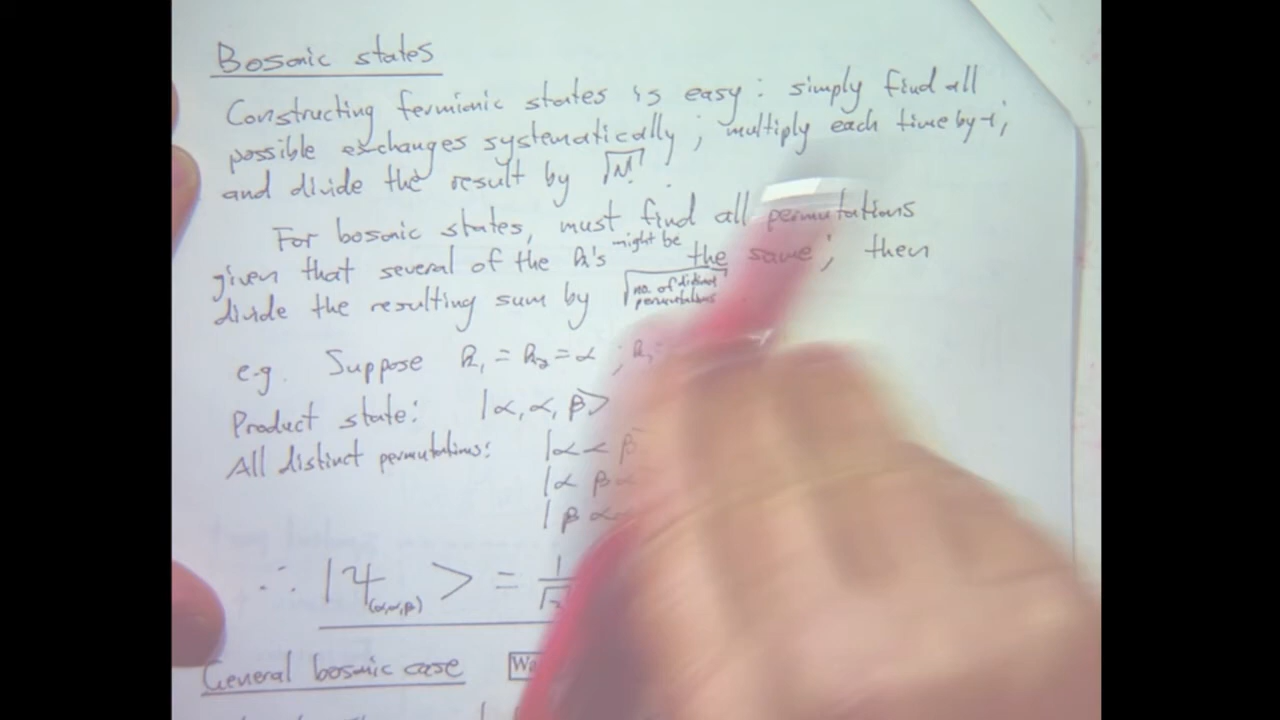 Bosonic states
Constructing fermionic states is easy: simply find all
possible exchanges systematically; multiply each time by -1;
and divide the result by √N! .
For bosonic states, must find all permutations
given that several of the k's might be the same; then
divide the resulting sum by √no. of distinct permutations
e.g. Suppose k₁ = k₂ = α ; k₃
Product state: |α, α, β>
All distinct permutations: |α α β
|α β α
| β α α
∴ |Ψ(α,α,β) > = 1/√3
General bosonic case